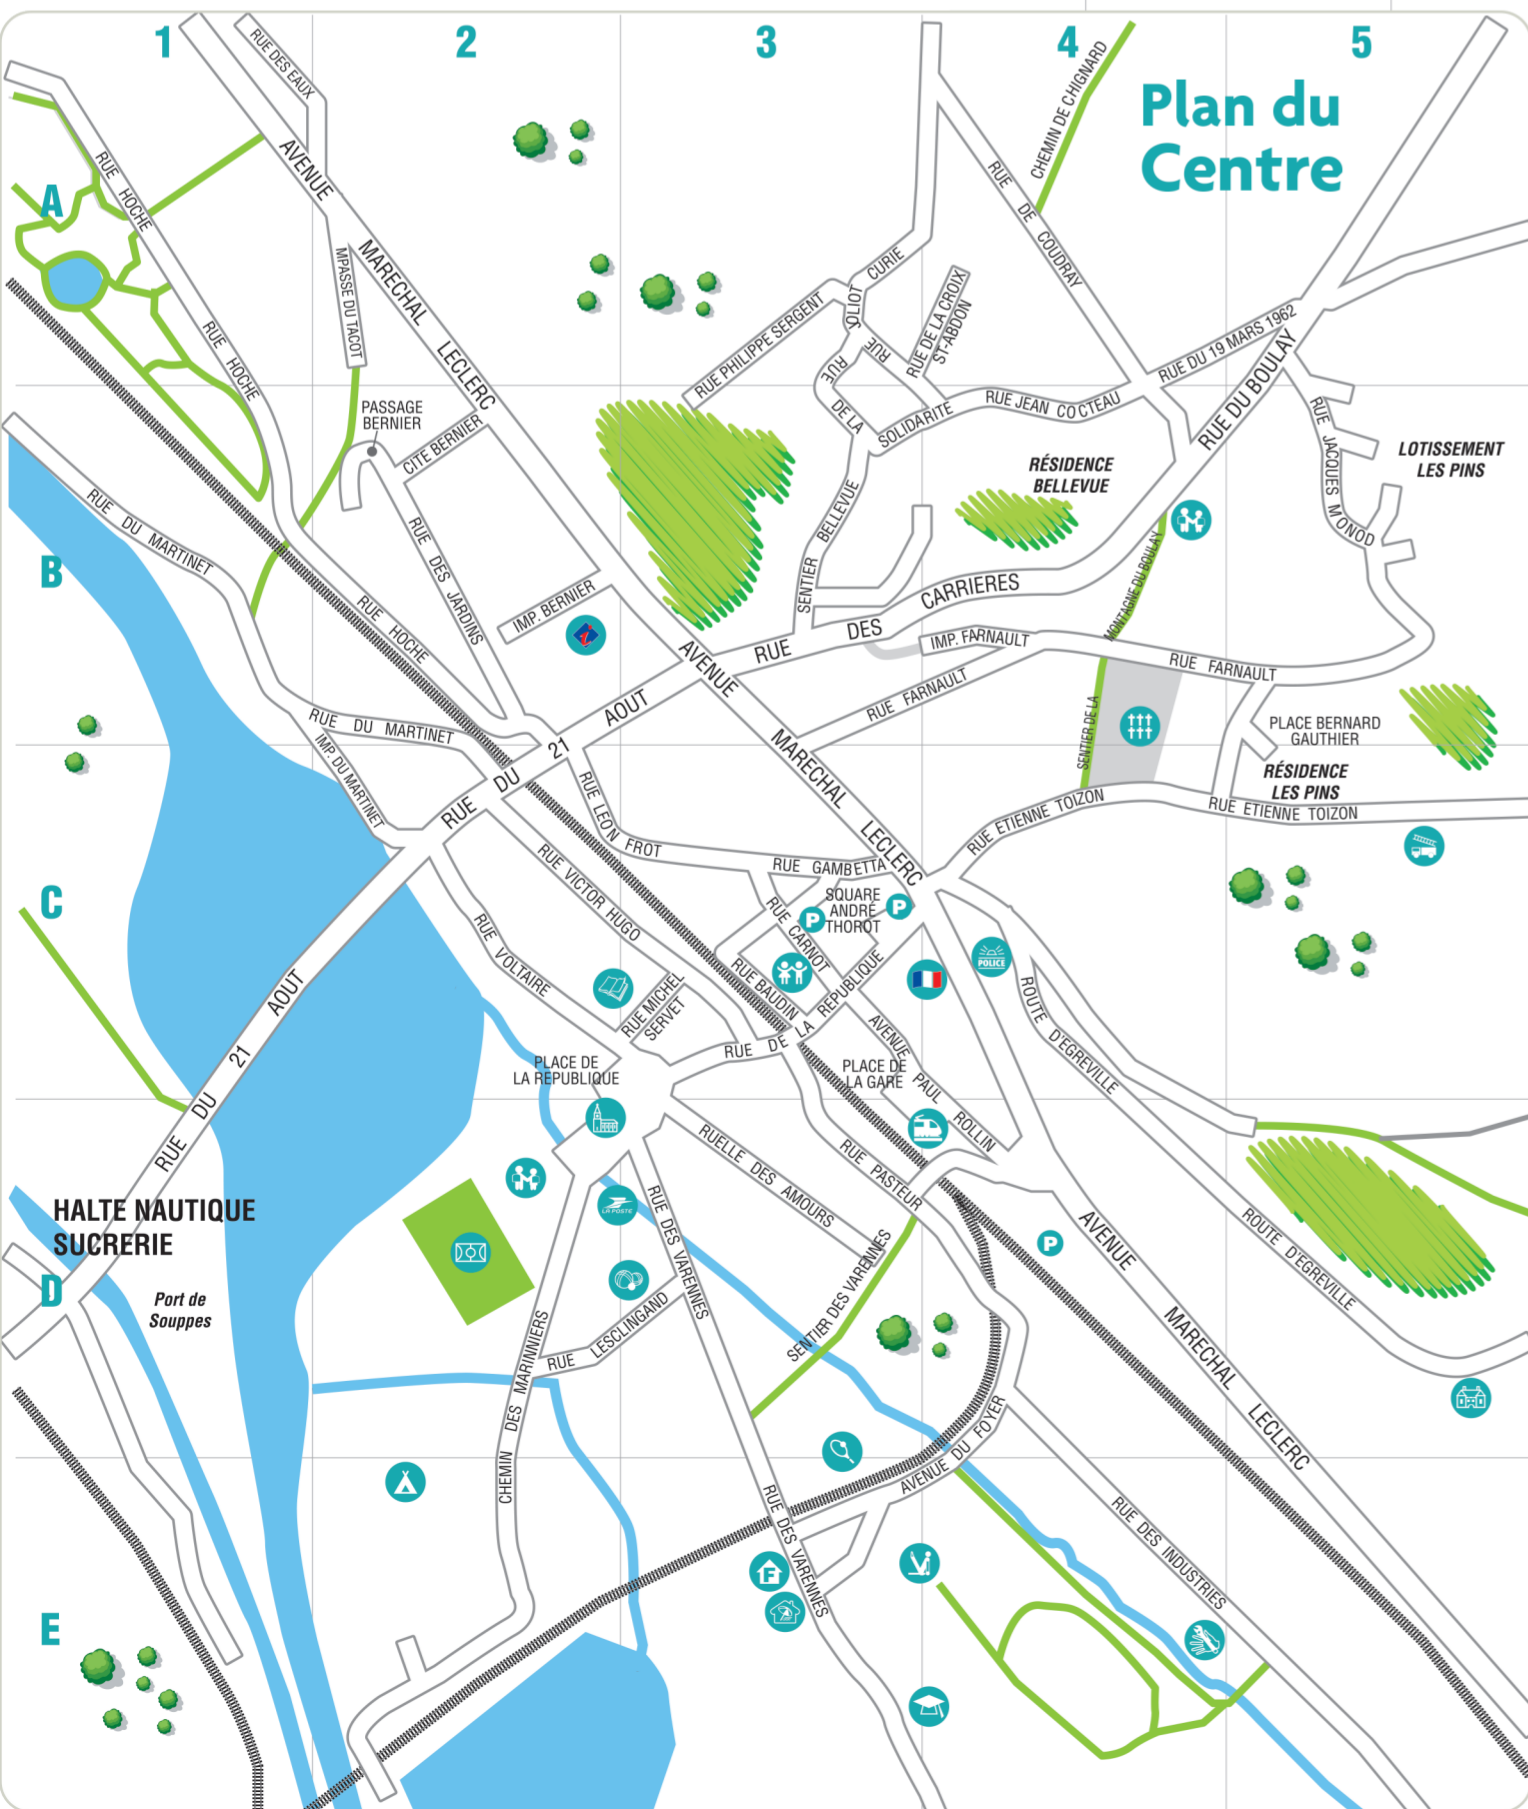 1
2
3
4
5
Plan du
Centre
A
B
C
D
E
RUE DES EAUX
AVENUE
MARECHAL
LECLERC
RUE HOCHE
RUE HOCHE
MPASSE DU TACOT
PASSAGE
BERNIER
CITE BERNIER
RUE DES JARDINS
IMP. BERNIER
RUE HOCHE
RUE DU MARTINET
RUE DU MARTINET
IMP. DU MARTINET
CHEMIN DE CHIGNARD
RUE DE COUDRAY
RUE PHILIPPE SERGENT
JOLIOT CURIE
RUE
RUE DE LA CROIX
ST-ABDON
RUE
DE LA
SOLIDARITE
RUE JEAN COCTEAU
RUE DU 19 MARS 1962
RUE DU BOULAY
RUE JACQUES MONOD
LOTISSEMENT
LES PINS
RÉSIDENCE
BELLEVUE
SENTIER BELLEVUE
RUE DES CARRIERES
IMP. FARNAULT
RUE FARNAULT
RUE FARNAULT
MONTAGNE DU BOULAY
SENTIER DE LA
PLACE BERNARD
GAUTHIER
RÉSIDENCE
LES PINS
RUE ETIENNE TOIZON
RUE ETIENNE TOIZON
AVENUE
MARECHAL
LECLERC
RUE DU 21 AOUT
RUE LEON FROT
RUE GAMBETTA
RUE VICTOR HUGO
RUE VOLTAIRE
RUE MICHEL
SERVET
RUE CARNOT
SQUARE
ANDRÉ
THOROT
P
P
RUE BAUDIN
RUE DE LA REPUBLIQUE
POLICE
ROUTE D'EGREVILLE
AVENUE PAUL ROLLIN
PLACE DE
LA GARE
PLACE DE
LA REPUBLIQUE
RUE DU 21 AOUT
HALTE NAUTIQUE
SUCRERIE
Port de
Souppes
RUELLE DES AMOURS
RUE PASTEUR
LA POSTE
RUE DES VARENNES
SENTIER DES VARENNES
RUE LESCLINGAND
CHEMIN DES MARINNIERS
P
AVENUE
MARECHAL
LECLERC
ROUTE D'EGREVILLE
AVENUE DU FOYER
RUE DES INDUSTRIES
RUE DES VARENNES
F